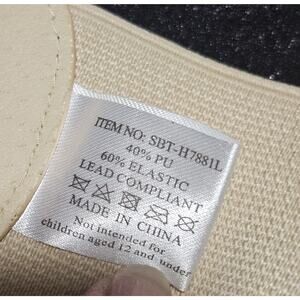 ITEM NO: SBT-H7881L
40% PU
60% ELASTIC
LEAD COMPLIANT
MADE IN CHINA
Not intended for
children aged 12 and under